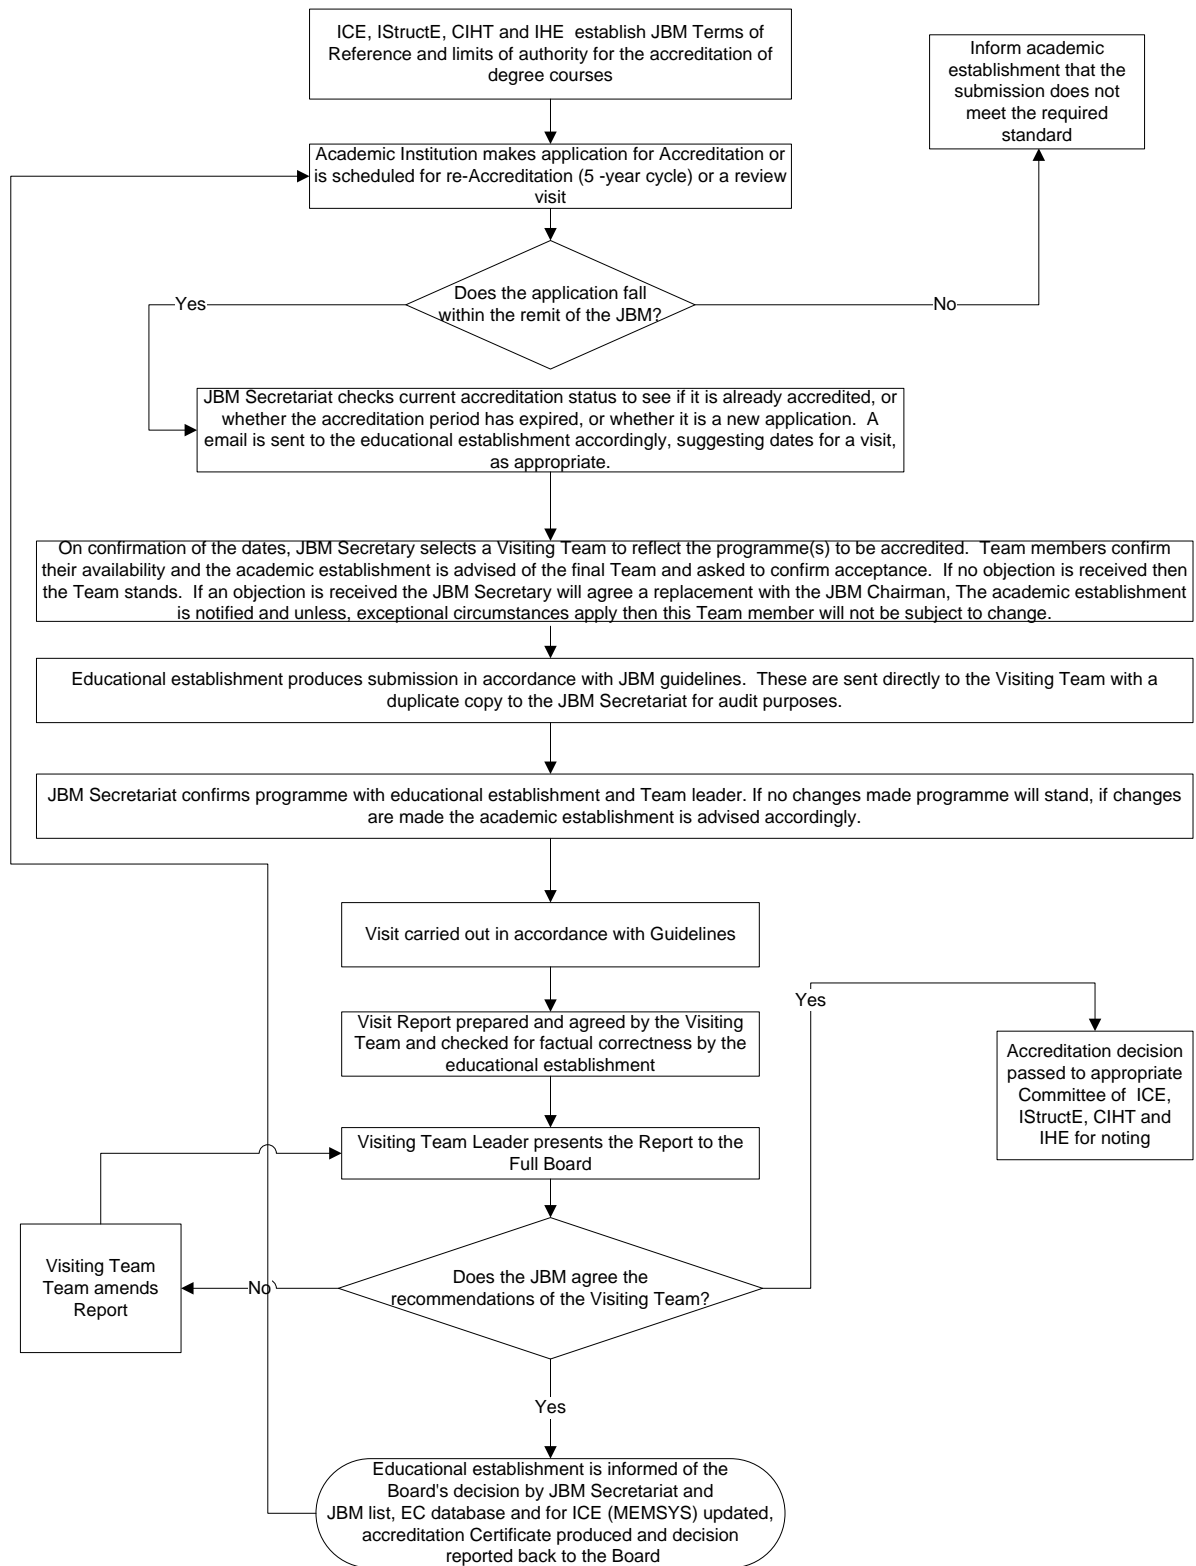 ICE, IStructE, CIHT and IHE establish JBM Terms of
Reference and limits of authority for the accreditation of
degree courses
Inform academic
establishment that the
submission does not
meet the required
standard
Academic Institution makes application for Accreditation or
is scheduled for re-Accreditation (5 -year cycle) or a review
visit
Does the application fall
within the remit of the JBM?
Yes
No
JBM Secretariat checks current accreditation status to see if it is already accredited, or
whether the accreditation period has expired, or whether it is a new application. A
email is sent to the educational establishment accordingly, suggesting dates for a visit,
as appropriate.
On confirmation of the dates, JBM Secretary selects a Visiting Team to reflect the programme(s) to be accredited. Team members confirm
their availability and the academic establishment is advised of the final Team and asked to confirm acceptance. If no objection is received then
the Team stands. If an objection is received the JBM Secretary will agree a replacement with the JBM Chairman, The academic establishment
is notified and unless, exceptional circumstances apply then this Team member will not be subject to change.
Educational establishment produces submission in accordance with JBM guidelines. These are sent directly to the Visiting Team with a
duplicate copy to the JBM Secretariat for audit purposes.
JBM Secretariat confirms programme with educational establishment and Team leader. If no changes made programme will stand, if changes
are made the academic establishment is advised accordingly.
Visit carried out in accordance with Guidelines
Visit Report prepared and agreed by the Visiting
Team and checked for factual correctness by the
educational establishment
Yes
Accreditation decision
passed to appropriate
Committee of ICE,
IStructE, CIHT and
IHE for noting
Visiting Team Leader presents the Report to the
Full Board
Visiting Team
Team amends
Report
No
Does the JBM agree the
recommendations of the Visiting Team?
Yes
Educational establishment is informed of the
Board's decision by JBM Secretariat and
JBM list, EC database and for ICE (MEMSYS) updated,
accreditation Certificate produced and decision
reported back to the Board